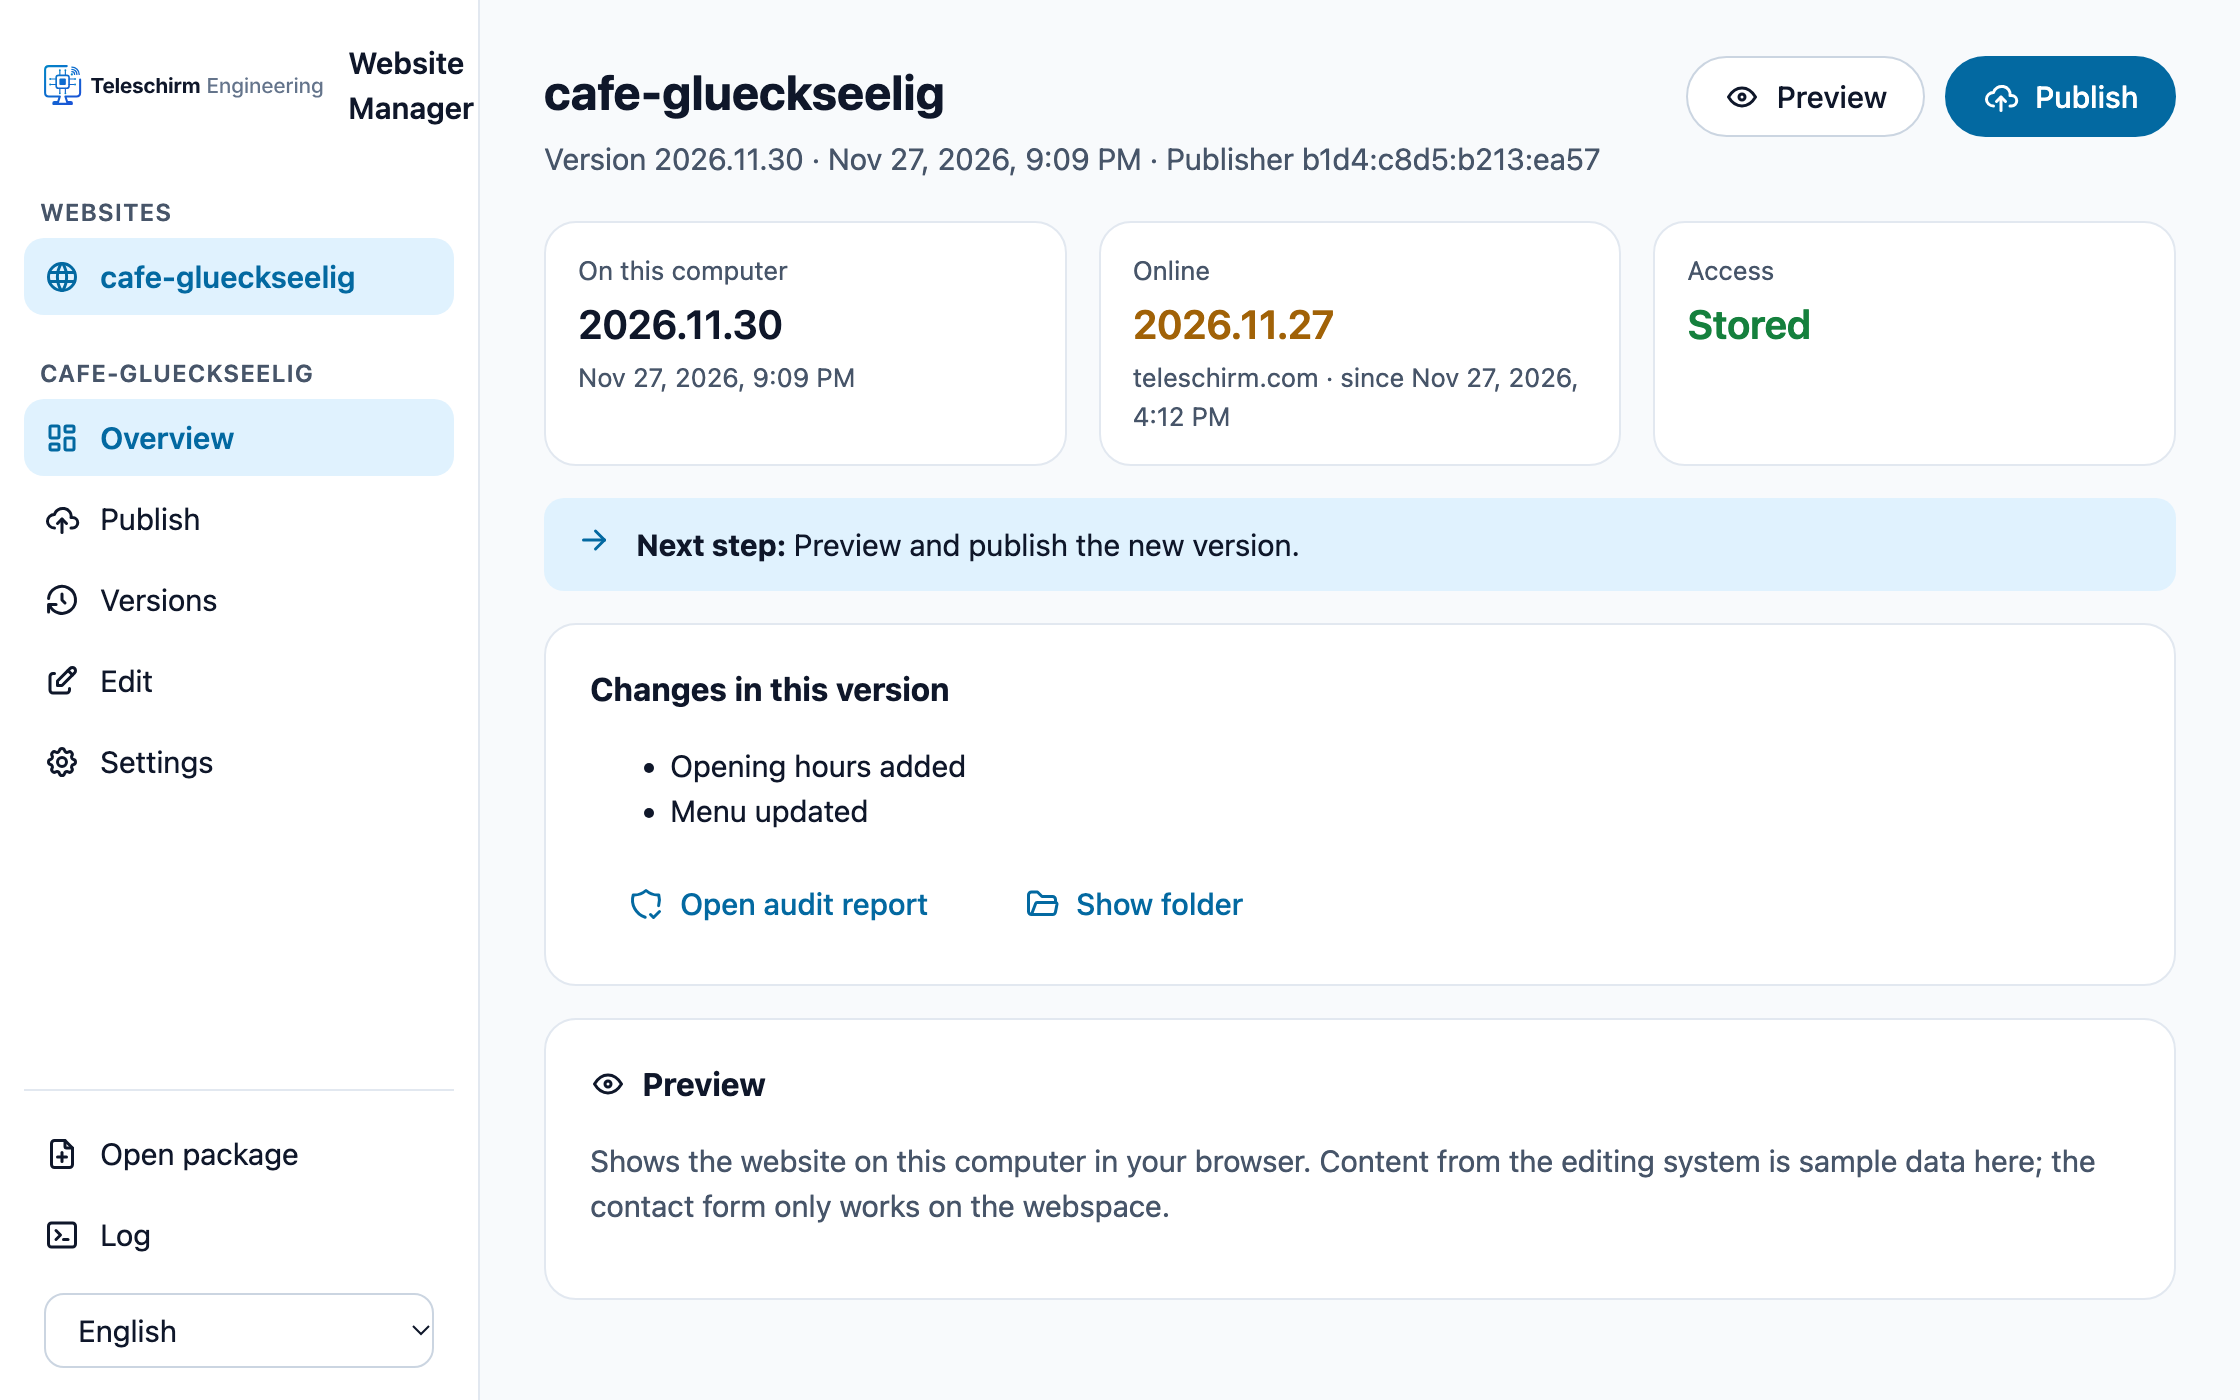 Teleschirm Engineering
Website
Manager
WEBSITES
cafe-glueckseelig
CAFE-GLUECKSEELIG
Overview
Publish
Versions
Edit
Settings
Open package
Log
English
cafe-glueckseelig
Version 2026.11.30 · Nov 27, 2026, 9:09 PM · Publisher b1d4:c8d5:b213:ea57
Preview
Publish
On this computer
2026.11.30
Nov 27, 2026, 9:09 PM
Online
2026.11.27
teleschirm.com · since Nov 27, 2026,
4:12 PM
Access
Stored
Next step: Preview and publish the new version.
Changes in this version
• Opening hours added
• Menu updated
Open audit report
Show folder
Preview
Shows the website on this computer in your browser. Content from the editing system is sample data here; the
contact form only works on the webspace.